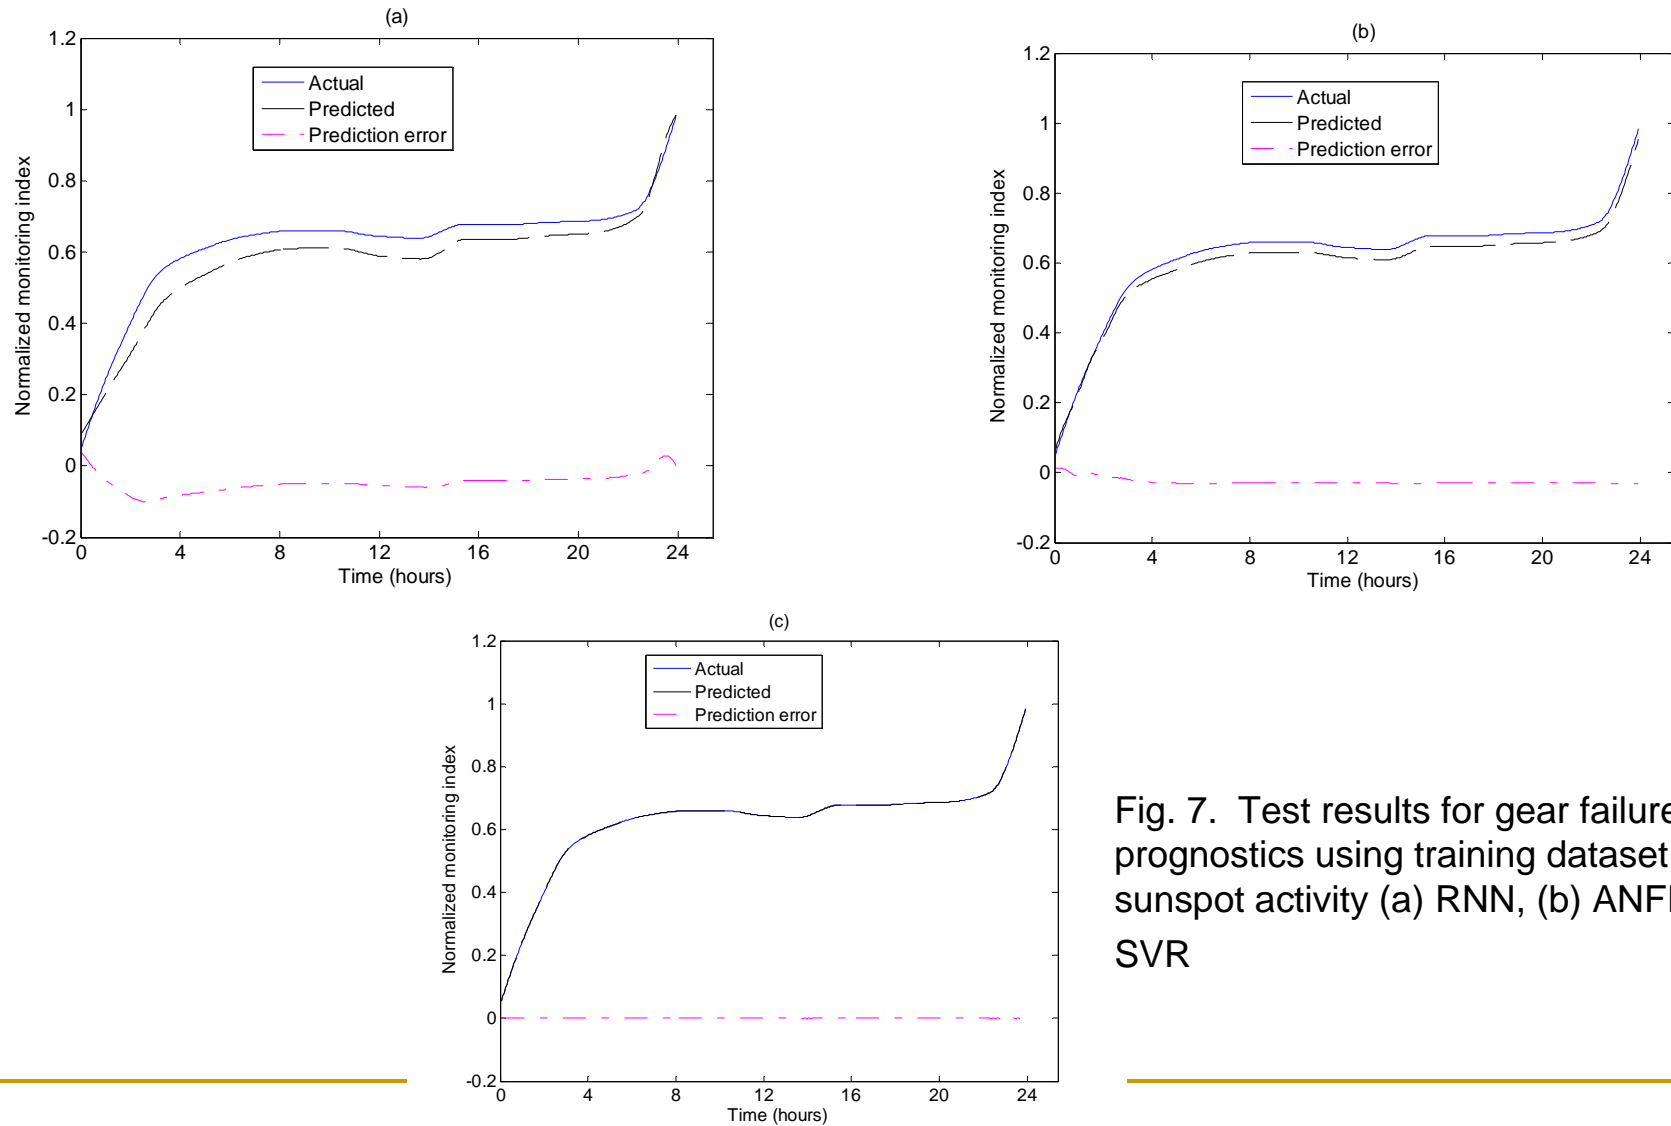 (a)
1.2
1
0.8
0.6
0.4
0.2
0
-0.2
Normalized monitoring index
Actual
Predicted
Prediction error
0 4 8 12 16 20 24
Time (hours)
(b)
1.2
1
0.8
0.6
0.4
0.2
0
-0.2
Normalized monitoring index
Actual
Predicted
Prediction error
0 4 8 12 16 20 24
Time (hours)
(c)
1.2
1
0.8
0.6
0.4
0.2
0
-0.2
Normalized monitoring index
Actual
Predicted
Prediction error
0 4 8 12 16 20 24
Time (hours)
Fig. 7. Test results for gear failure
prognostics using training dataset
sunspot activity (a) RNN, (b)
SVR